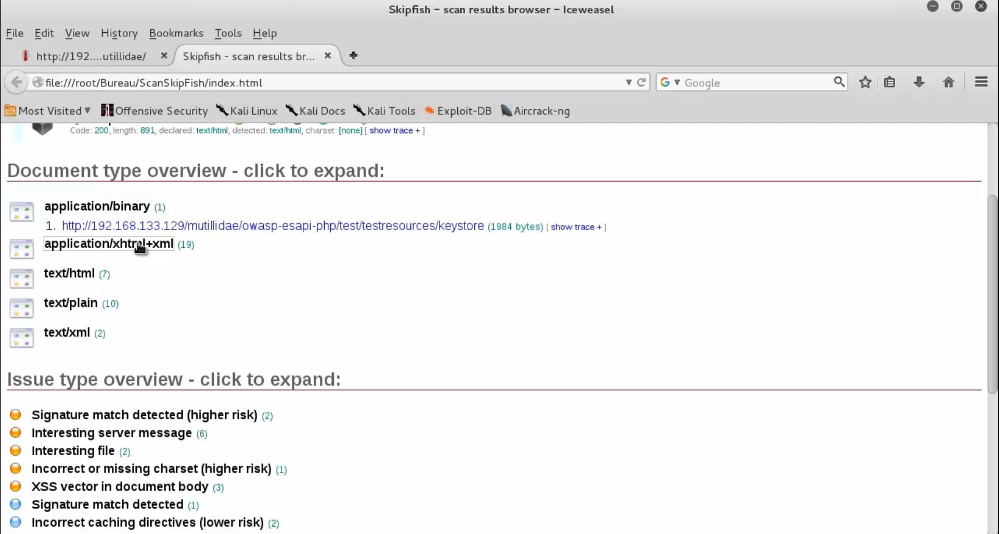 Skipfish – scan results browser – Iceweasel
File Edit View History Bookmarks Tools Help
http://192....utillidae/ Skipfish - scan results br...
file:///root/Bureau/ScanSkipFish/index.html Google
Most Visited Offensive Security Kali Linux Kali Docs Kali Tools Exploit-DB Aircrack-ng
Code: 200, length: 891, declared: text/html, detected: text/html, charset: [none] [ show trace + ]
Document type overview - click to expand:
application/binary (1)
1. http://192.168.133.129/mutillidae/owasp-esapi-php/test/testresources/keystore (1984 bytes) [ show trace + ]
application/xhtml+xml (19)
text/html (7)
text/plain (10)
text/xml (2)
Issue type overview - click to expand:
Signature match detected (higher risk) (2)
Interesting server message (6)
Interesting file (2)
Incorrect or missing charset (higher risk) (1)
XSS vector in document body (3)
Signature match detected (1)
Incorrect caching directives (lower risk) (2)